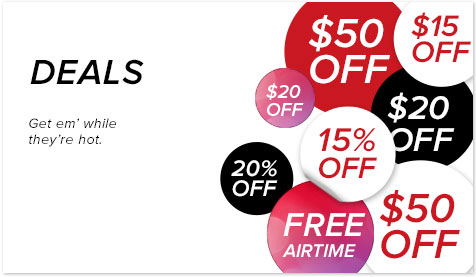 DEALS
Get em' while
they're hot.
$50
OFF
$15
OFF
$20
OFF
$20
OFF
15%
OFF
20%
OFF
FREE
AIRTIME
$50
OFF